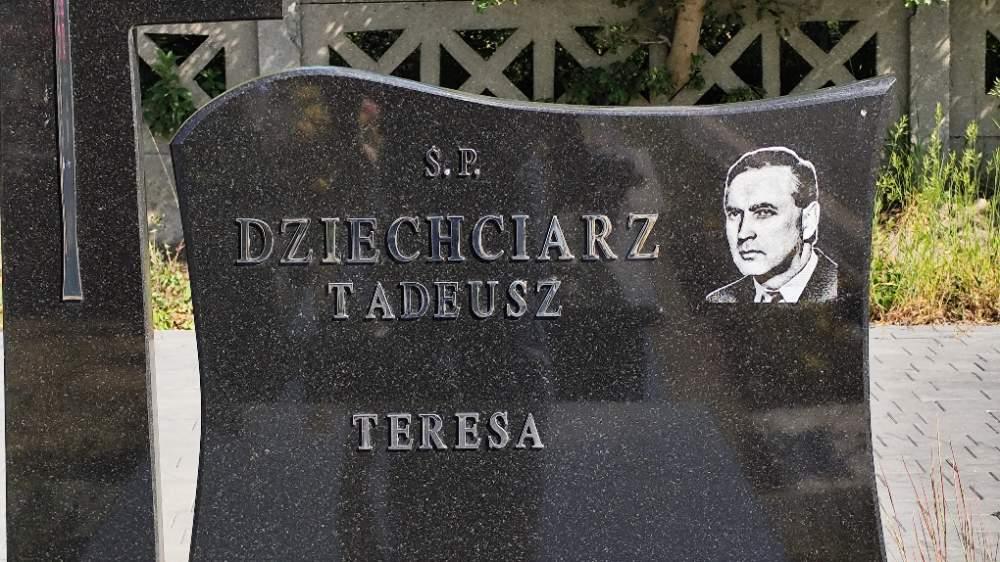 Ś.P.
DZIECHCIARZ
TADEUSZ
TERESA